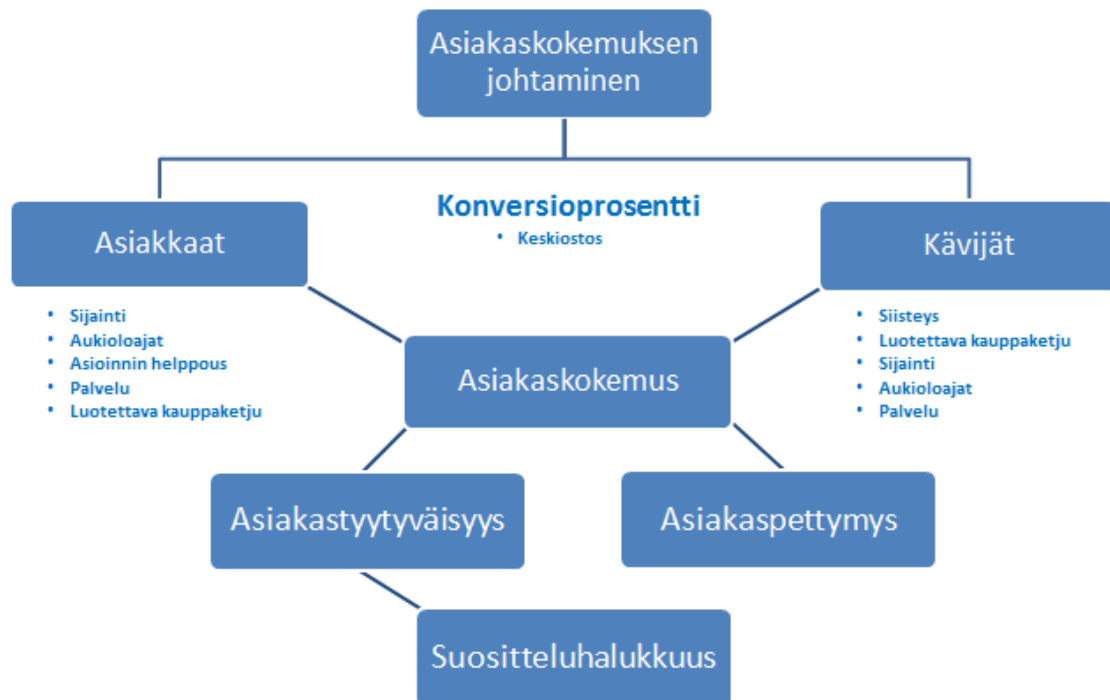 Asiakaskokemuksen
johtaminen
Konversioprosentti
• Keskiostos
Asiakkaat
• Sijainti
• Aukioloajat
• Asioinnin helppous
• Palvelu
• Luotettava kauppaketju
Kävijät
• Siisteys
• Luotettava kauppaketju
• Sijainti
• Aukioloajat
• Palvelu
Asiakaskokemus
Asiakastyytyväisyys
Asiakaspettymys
Suositteluhalukkuus